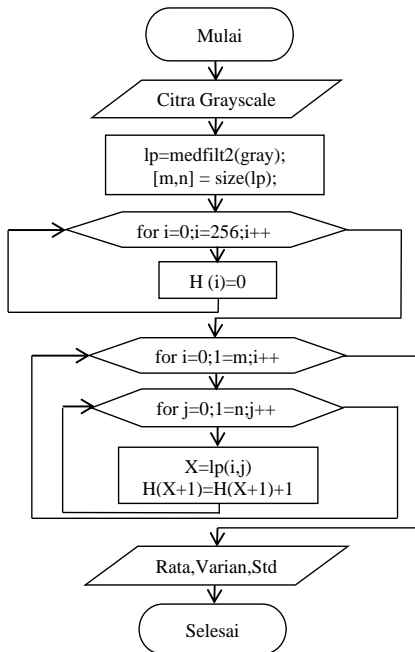 Mulai
Citra Grayscale
lp=medfilt2(gray);
[m,n] = size(lp);
for i=0;i=256;i++
H (i)=0
for i=0;1=m;i++
for j=0;1=n;j++
X=lp(i,j)
H(X+1)=H(X+1)+1
Rata,Varian,Std
Selesai